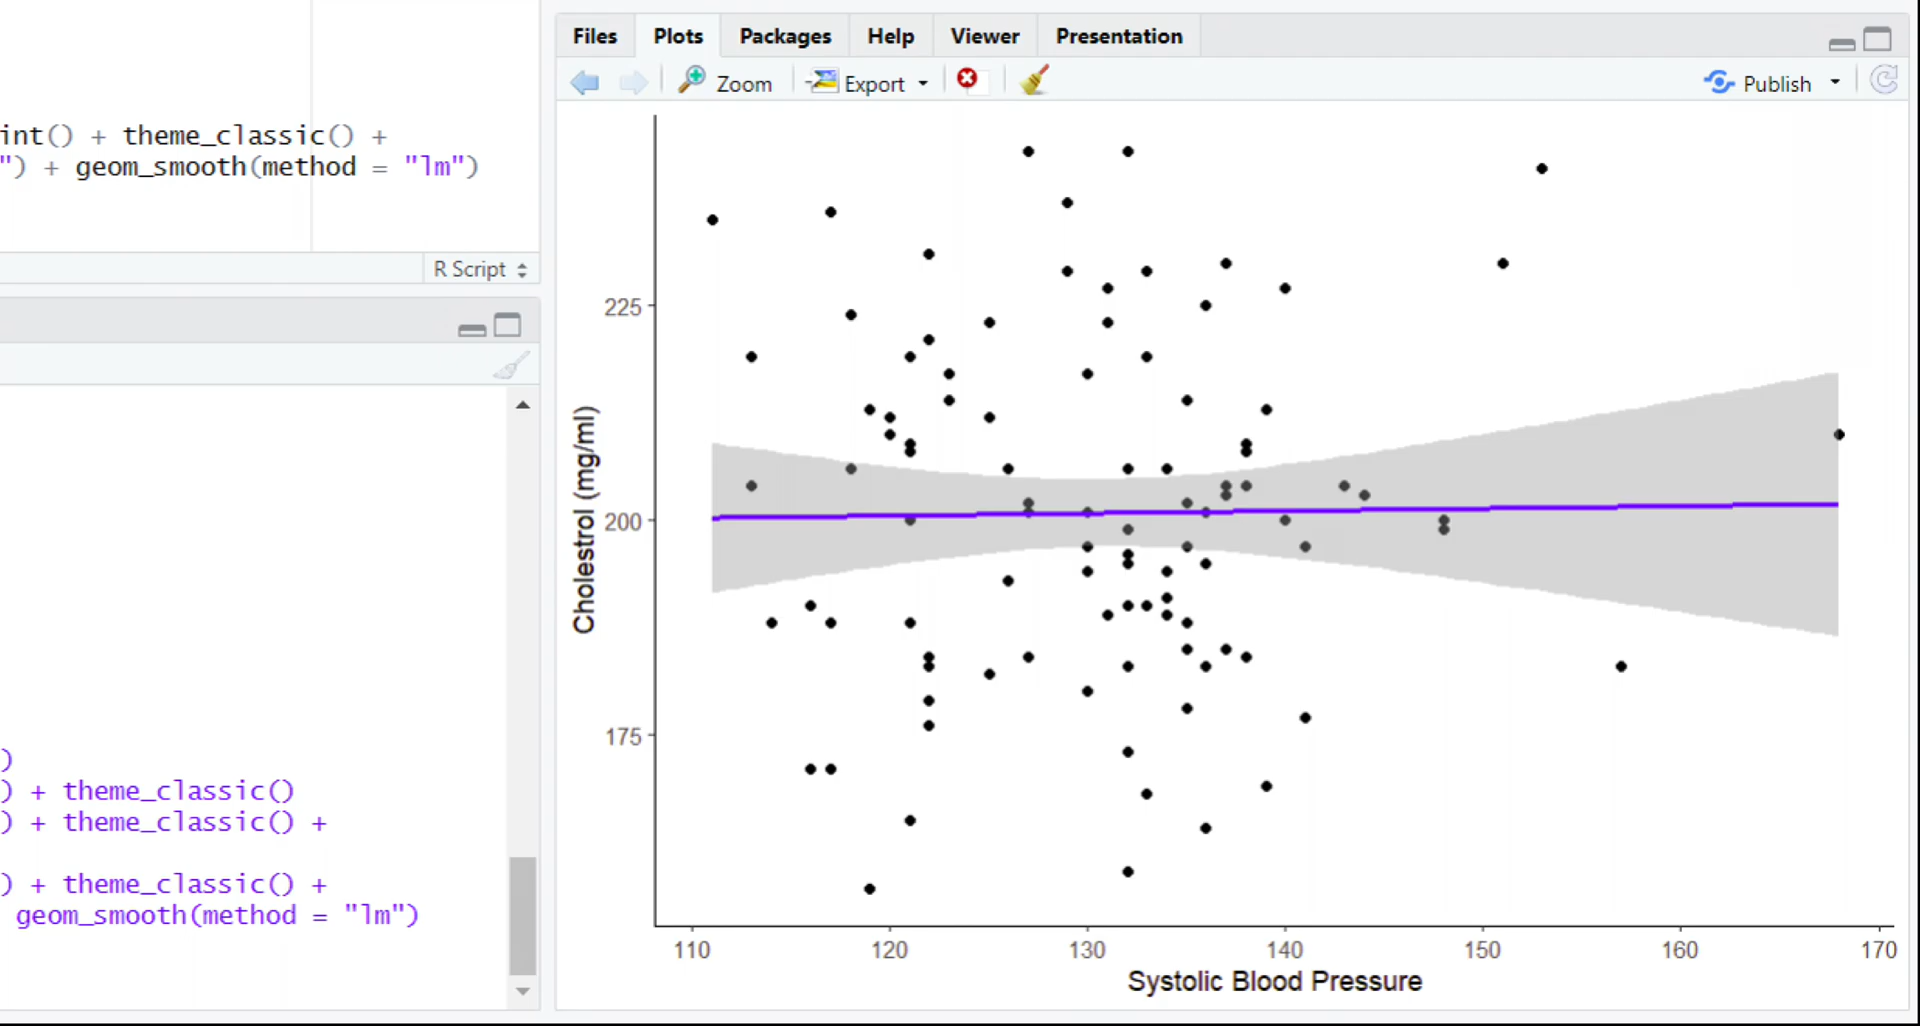 int() + theme_classic() +
") + geom_smooth(method = "lm")
R Script
)
) + theme_classic()
) + theme_classic() +
) + theme_classic() +
geom_smooth(method = "lm")
Files Plots Packages Help Viewer Presentation
Zoom Export Publish
225
200
175
Cholestrol (mg/ml)
110 120 130 140 150 160 170
Systolic Blood Pressure